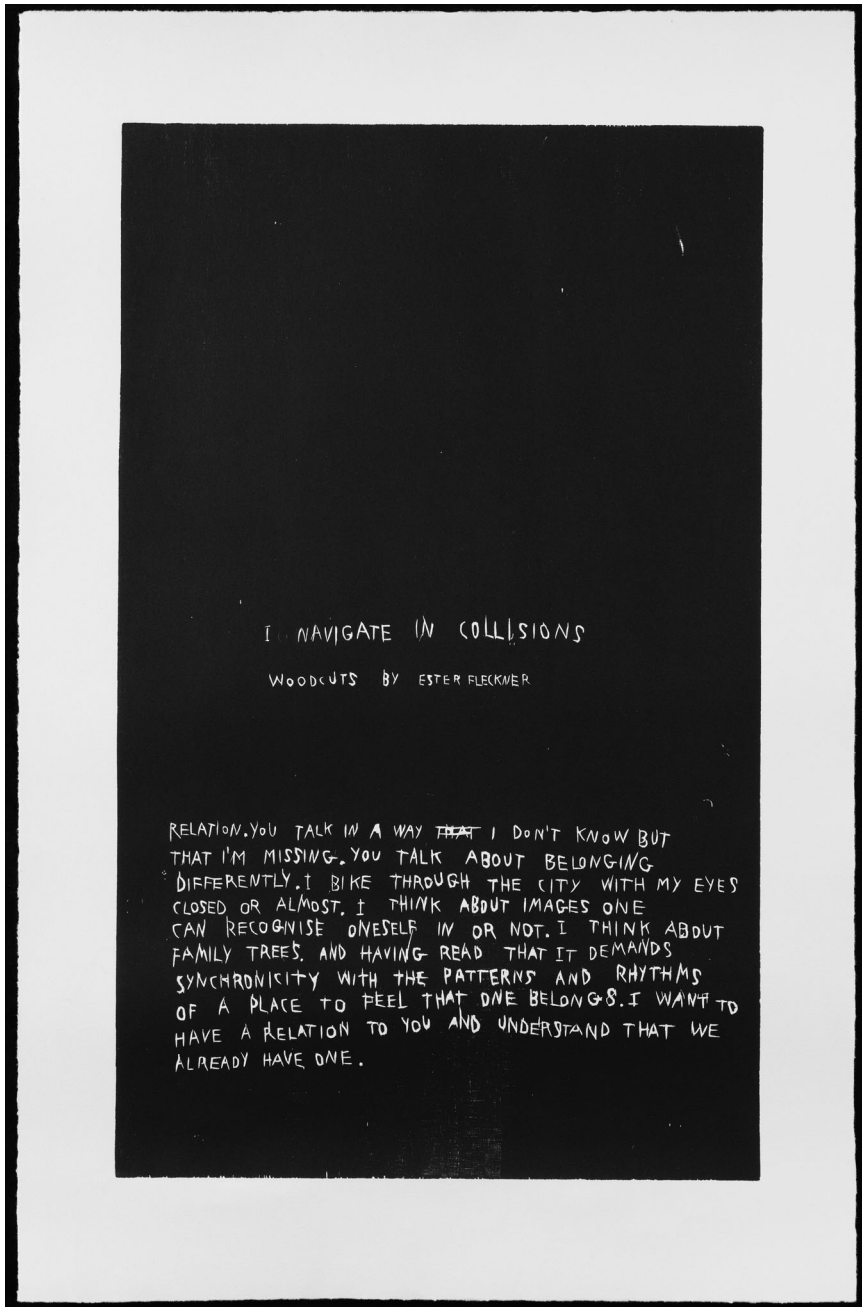 I NAVIGATE IN COLLISIONS
WOODCUTS BY ESTER FLECKNER
RELATION. YOU TALK IN A WAY THAT I DON'T KNOW BUT
THAT I'M MISSING. YOU TALK ABOUT BELONGING
DIFFERENTLY. I BIKE THROUGH THE CITY WITH MY EYES
CLOSED OR ALMOST. I THINK ABOUT IMAGES ONE
CAN RECOGNISE ONESELF IN OR NOT. I THINK ABOUT
FAMILY TREES. AND HAVING READ THAT IT DEMANDS
SYNCHRONICITY WITH THE PATTERNS AND RHYTHMS
OF A PLACE TO FEEL THAT ONE BELONGS. I WANT TO
HAVE A RELATION TO YOU AND UNDERSTAND THAT WE
ALREADY HAVE ONE.